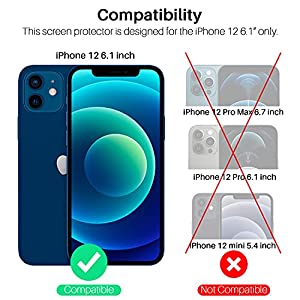 Compatibility
This screen protector is designed for the iPhone 12 6.1" only.
iPhone 12 6.1 inch
iPhone 12 Pro Max 6.7 inch
iPhone 12 Pro 6.1 inch
iPhone 12 mini 5.4 inch
Compatible
Not Compatible